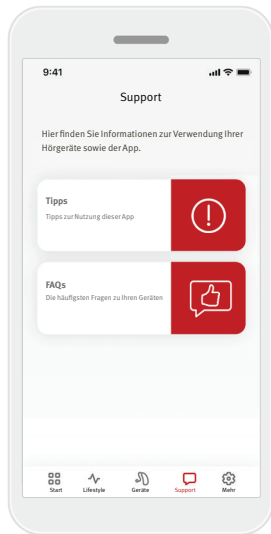 9:41
Support
Hier finden Sie Informationen zur Verwendung Ihrer
Hörgeräte sowie der App.
Tipps
Tipps zur Nutzung dieser App
FAQs
Die häufigsten Fragen zu Ihren Geräten
Start Lifestyle Geräte Support Mehr